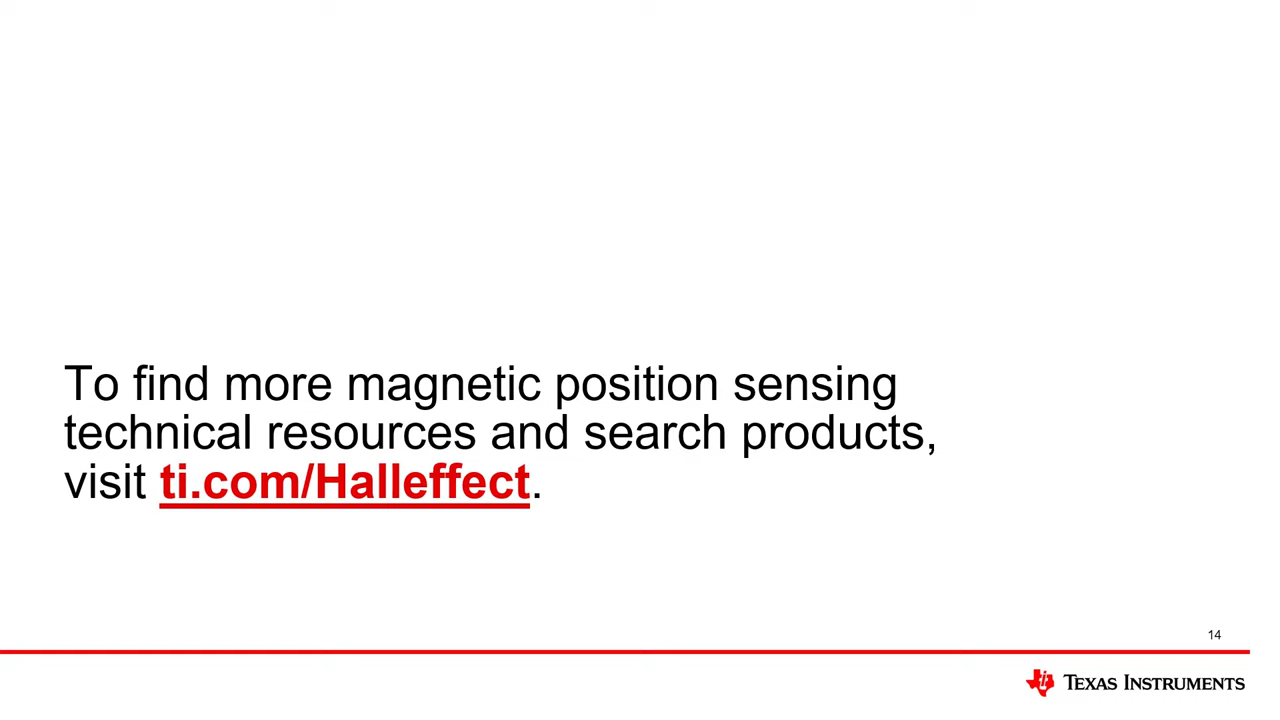 To find more magnetic position sensing
technical resources and search products,
visit ti.com/Halleffect.
14
TEXAS INSTRUMENTS